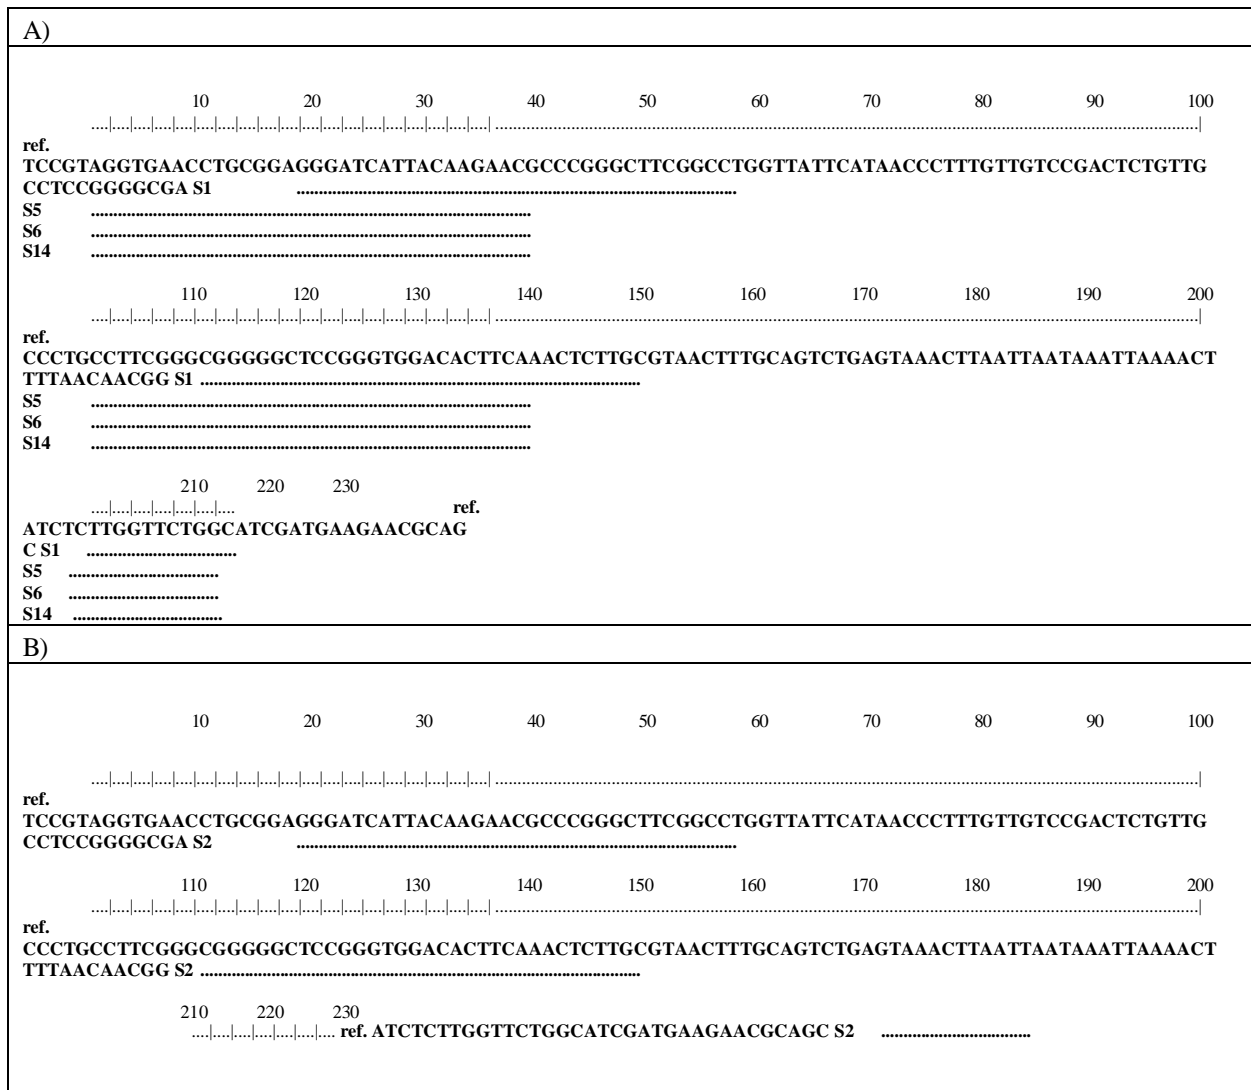 A)
10 20 30 40 50 60 70 80 90 100
....|....|....|....|....|....|....|....|....|....|....|....|....|....|....|....|....|....|....|..........................................................................................|
ref.
TCCGTAGGTGAACCTGCGGAGGGATCATTACAAGAACGCCCGGGCTTCGGCCTGGTTATTCATAACCCTTTGTTGTCCGACTCTGTTG
CCTCCGGGGCGA S1 ....................................................................................................
S5 ....................................................................................................
S6 ....................................................................................................
S14 ....................................................................................................
110 120 130 140 150 160 170 180 190 200
....|....|....|....|....|....|....|....|....|....|....|....|....|....|....|....|....|....|....|..........................................................................................|
ref.
CCCTGCCTTCGGGCGGGGGCTCCGGGTGGACACTTCAAACTCTTGCGTAACTTTGCAGTCTGAGTAAACTTAATTAATAAATTAAAACT
TTTAACAACGG S1 ....................................................................................................
S5 ....................................................................................................
S6 ....................................................................................................
S14 ....................................................................................................
210 220 230
....|....|....|....|....|....|.... ref.
ATCTCTTGGTTCTGGCATCGATGAAGAACGCAG
C S1 ..................................
S5 ..................................
S6 ..................................
S14 ..................................
B)
10 20 30 40 50 60 70 80 90 100
....|....|....|....|....|....|....|....|....|....|....|....|....|....|....|....|....|....|....|..........................................................................................|
ref.
TCCGTAGGTGAACCTGCGGAGGGATCATTACAAGAACGCCCGGGCTTCGGCCTGGTTATTCATAACCCTTTGTTGTCCGACTCTGTTG
CCTCCGGGGCGA S2 ....................................................................................................
110 120 130 140 150 160 170 180 190 200
....|....|....|....|....|....|....|....|....|....|....|....|....|....|....|....|....|....|....|..........................................................................................|
ref.
CCCTGCCTTCGGGCGGGGGCTCCGGGTGGACACTTCAAACTCTTGCGTAACTTTGCAGTCTGAGTAAACTTAATTAATAAATTAAAACT
TTTAACAACGG S2 ....................................................................................................
210 220 230
....|....|....|....|....|....|.... ref. ATCTCTTGGTTCTGGCATCGATGAAGAACGCAGC S2 ..................................